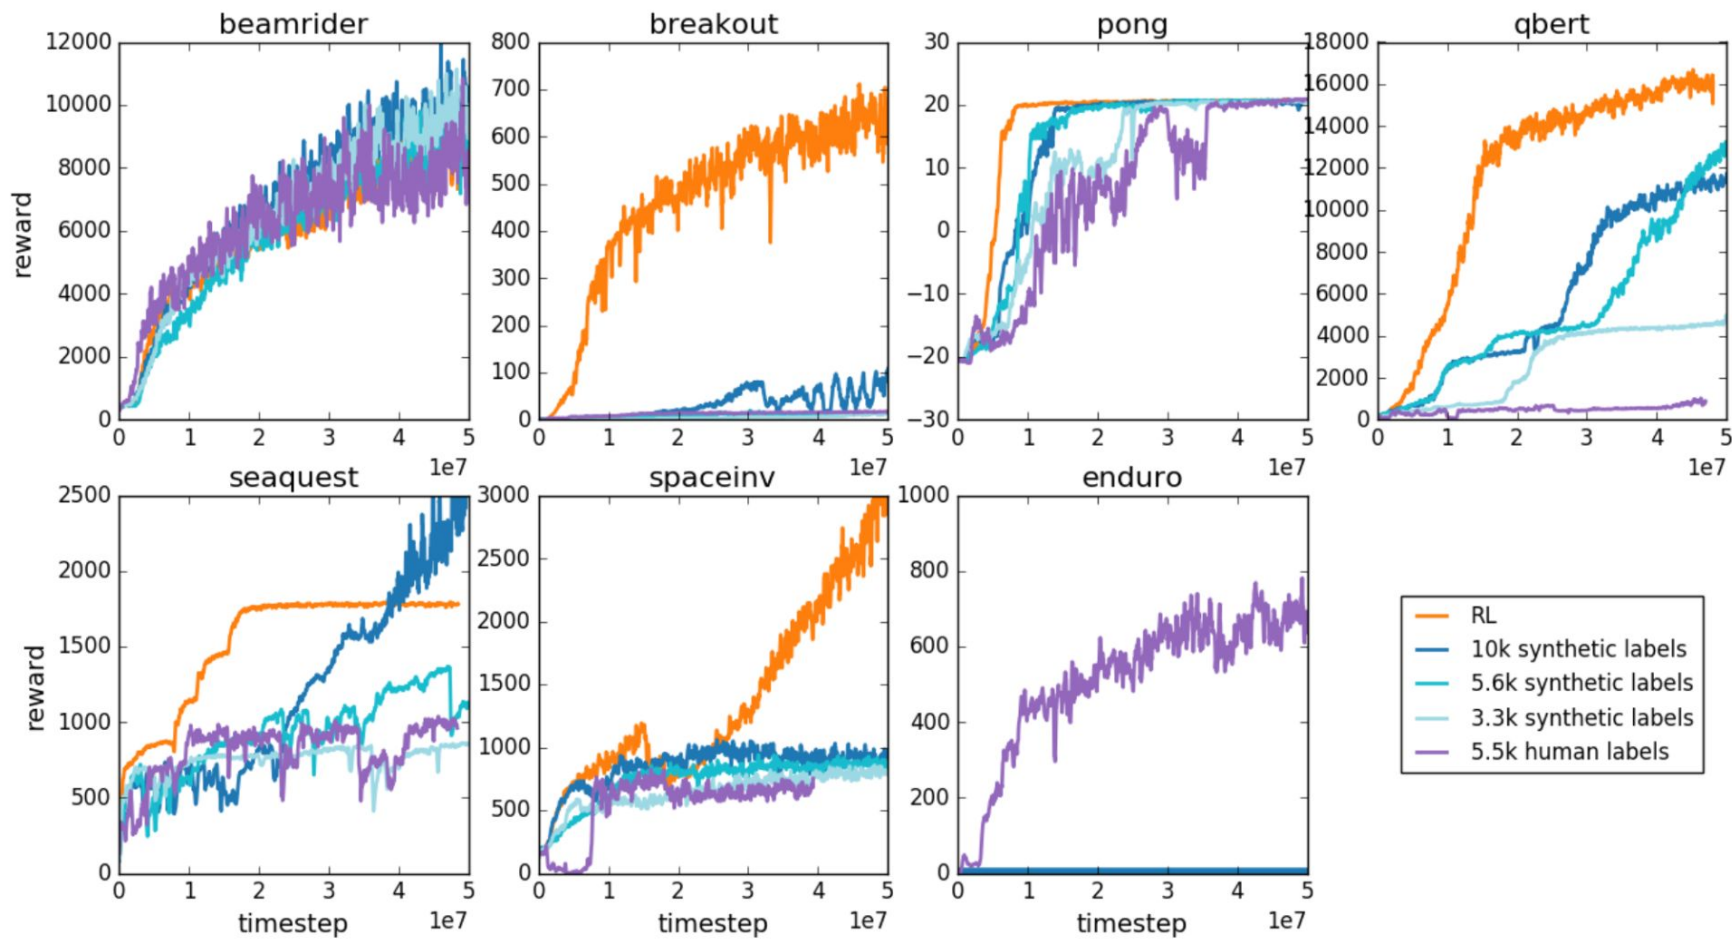 beamrider
12000
10000
8000
6000
4000
2000
0
reward
0 1 2 3 4 5
1e7
breakout
800
700
600
500
400
300
200
100
0
0 1 2 3 4 5
1e7
pong
30
20
10
0
−10
−20
−30
0 1 2 3 4 5
1e7
qbert
18000
16000
14000
12000
10000
8000
6000
4000
2000
0
0 1 2 3 4 5
1e7
seaquest
2500
2000
1500
1000
500
0
reward
0 1 2 3 4 5
timestep 1e7
spaceinv
3000
2500
2000
1500
1000
500
0
0 1 2 3 4 5
timestep 1e7
enduro
1000
800
600
400
200
0
0 1 2 3 4 5
timestep 1e7
RL
10k synthetic labels
5.6k synthetic labels
3.3k synthetic labels
5.5k human labels